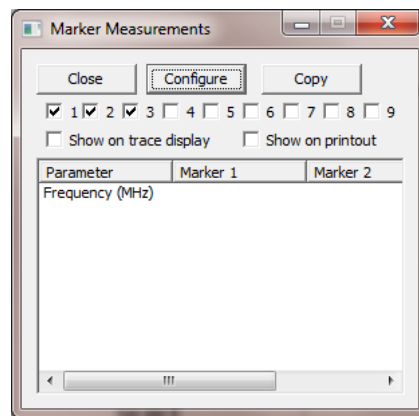 Marker Measurements
Close Configure Copy
1 2 3 4 5 6 7 8 9
Show on trace display Show on printout
Parameter Marker 1 Marker 2
Frequency (MHz)